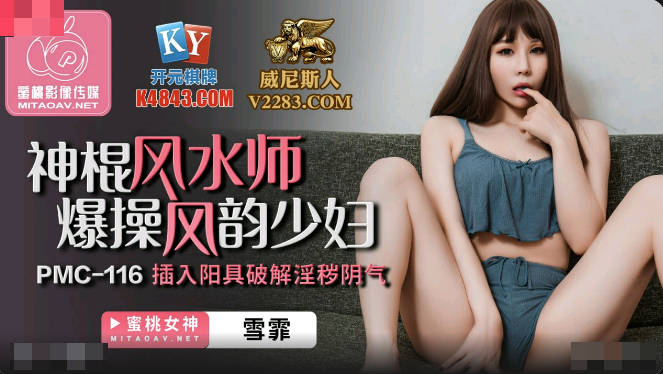 蜜桃影像传媒
MITAOAV.NET
KY
开元棋牌
K4843.COM
威尼斯人
V2283.COM
神棍风水师
爆操风韵少妇
PMC-116 插入阳具破解淫秽阴气
蜜桃女神
MITAOAV.NET
雪霏